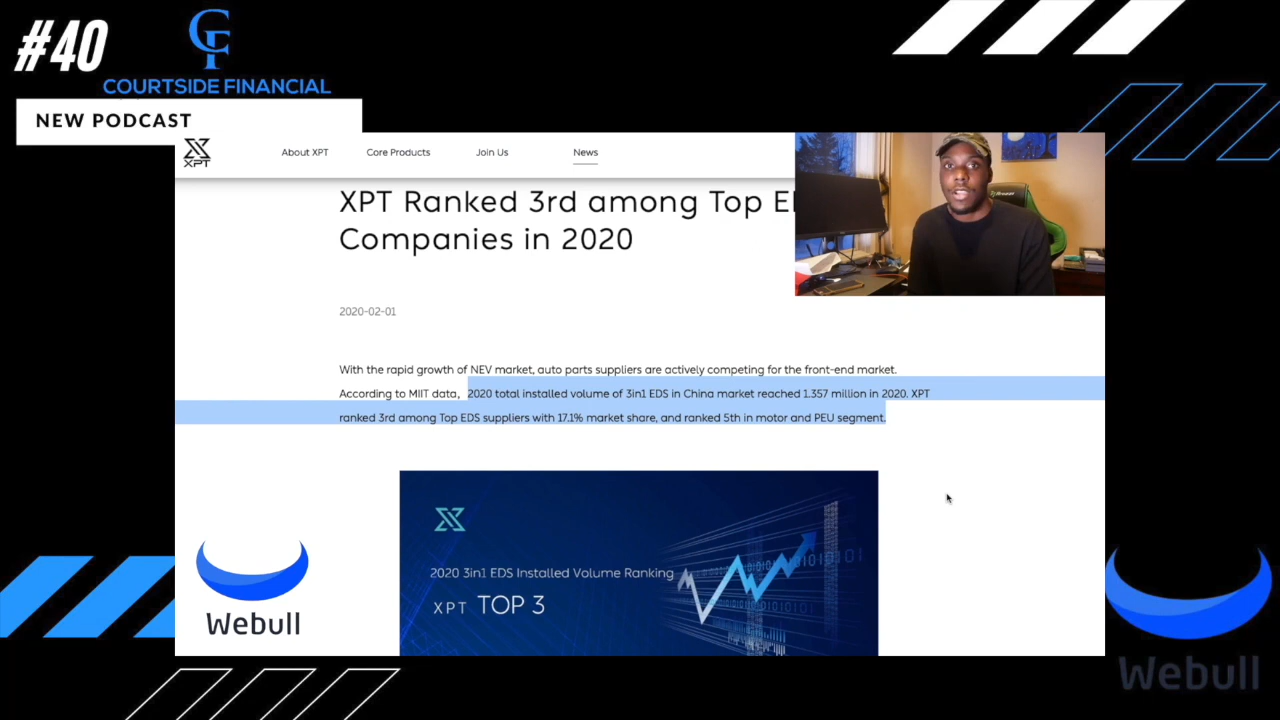 #40
COURTSIDE FINANCIAL
NEW PODCAST
XPT
About XPT
Core Products
Join Us
News
XPT Ranked 3rd among Top
Companies in 2020
2020-02-01
With the rapid growth of NEV market, auto parts suppliers are actively competing for the front-end market.
According to MIIT data, 2020 total installed volume of 3in1 EDS in China market reached 1.357 million in 2020. XPT
ranked 3rd among Top EDS suppliers with 17.1% market share, and ranked 5th in motor and PEU segment.
2020 3in1 EDS Installed Volume Ranking
XPT TOP 3
Webull
Webull